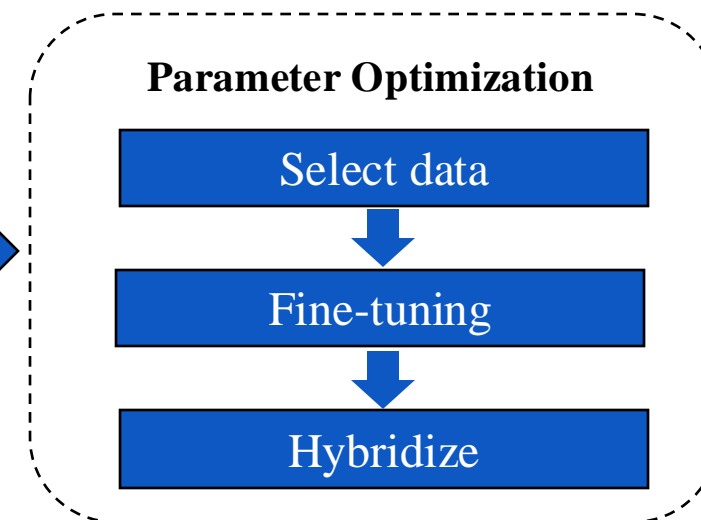 Parameter Optimization
Select data
Fine-tuning
Hybridize